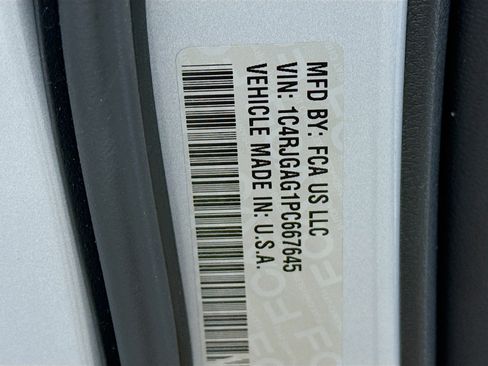 MFD BY: FCA US LLC
VIN: 1C4RJGAG1PC667645
VEHICLE MADE IN: U.S.A.